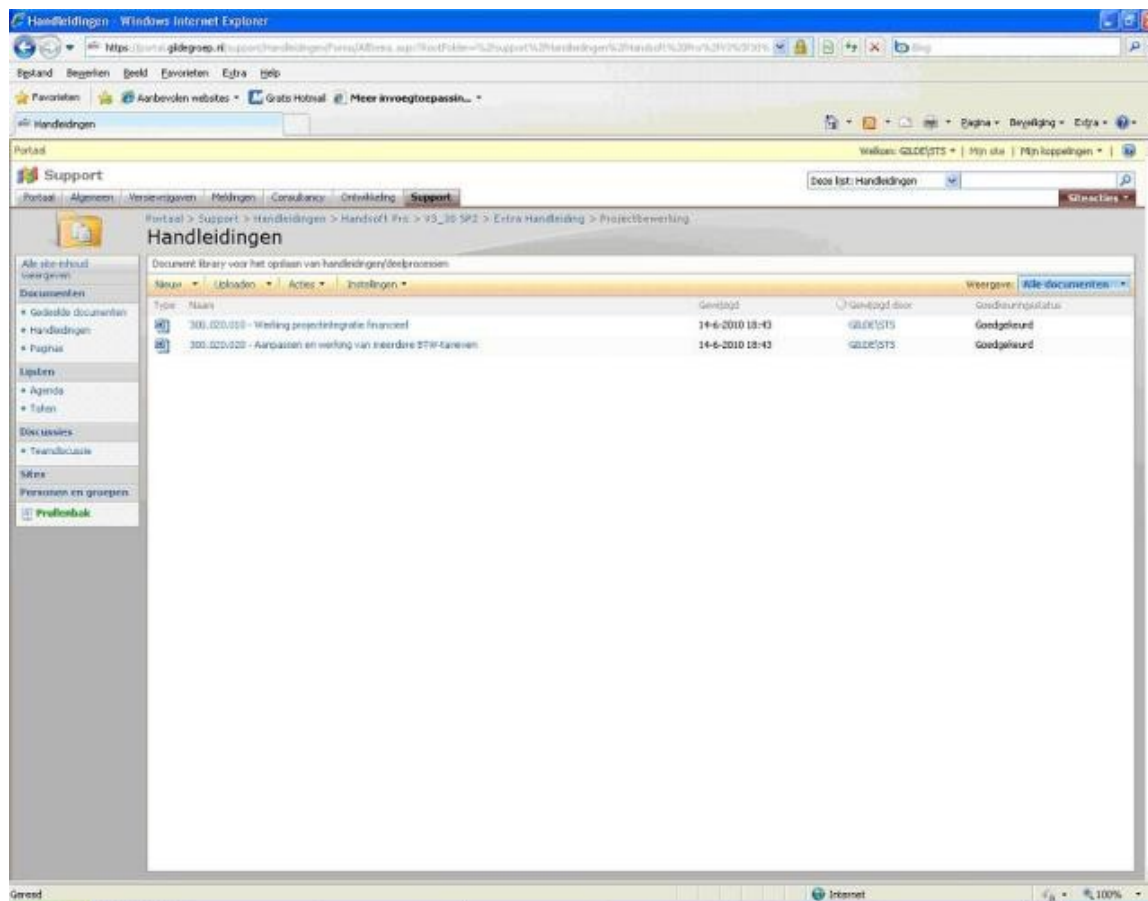 Handleidingen - Windows Internet Explorer
gildegroep.nl
Bestand Bewerken Beeld Favorieten Extra Help
Favorieten Aanbevolen websites Gratis Hotmail Meer invoegtoepassin...
Handleidingen Pagina Beveiliging Extra
Portaal Welkom GILDE\STS Mijn site | Mijn koppelingen |
Support Deze lijst: Handleidingen
Portaal Algemeen Versievrijgaven Meldingen Consultancy Ontwikkeling Support Siteacties
Portaal > Support > Handleidingen > Handsoft Pro > V3_30 SP2 > Extra Handleiding > Projectbewerking
Handleidingen
Alle site-inhoud weergeven
Document library voor het opslaan van handleidingen/deelprocessen
Nieuw Uploaden Acties Instellingen Weergave: Alle documenten
Type Naam Gewijzigd Gewijzigd door Goedkeuringsstatus
300.020.010 - Werking projectintegratie financieel 14-6-2010 18:43 GILDE\STS Goedgekeurd
300.020.020 - Aanpassen en werking van meerdere BTW-tarieven 14-6-2010 18:43 GILDE\STS Goedgekeurd
Documenten
Gedeelde documenten
Handleidingen
Paginas
Lijsten
Agenda
Taken
Discussies
Teamdiscussie
Sites
Personen en groepen
Prullenbak
Gereed Internet 100%